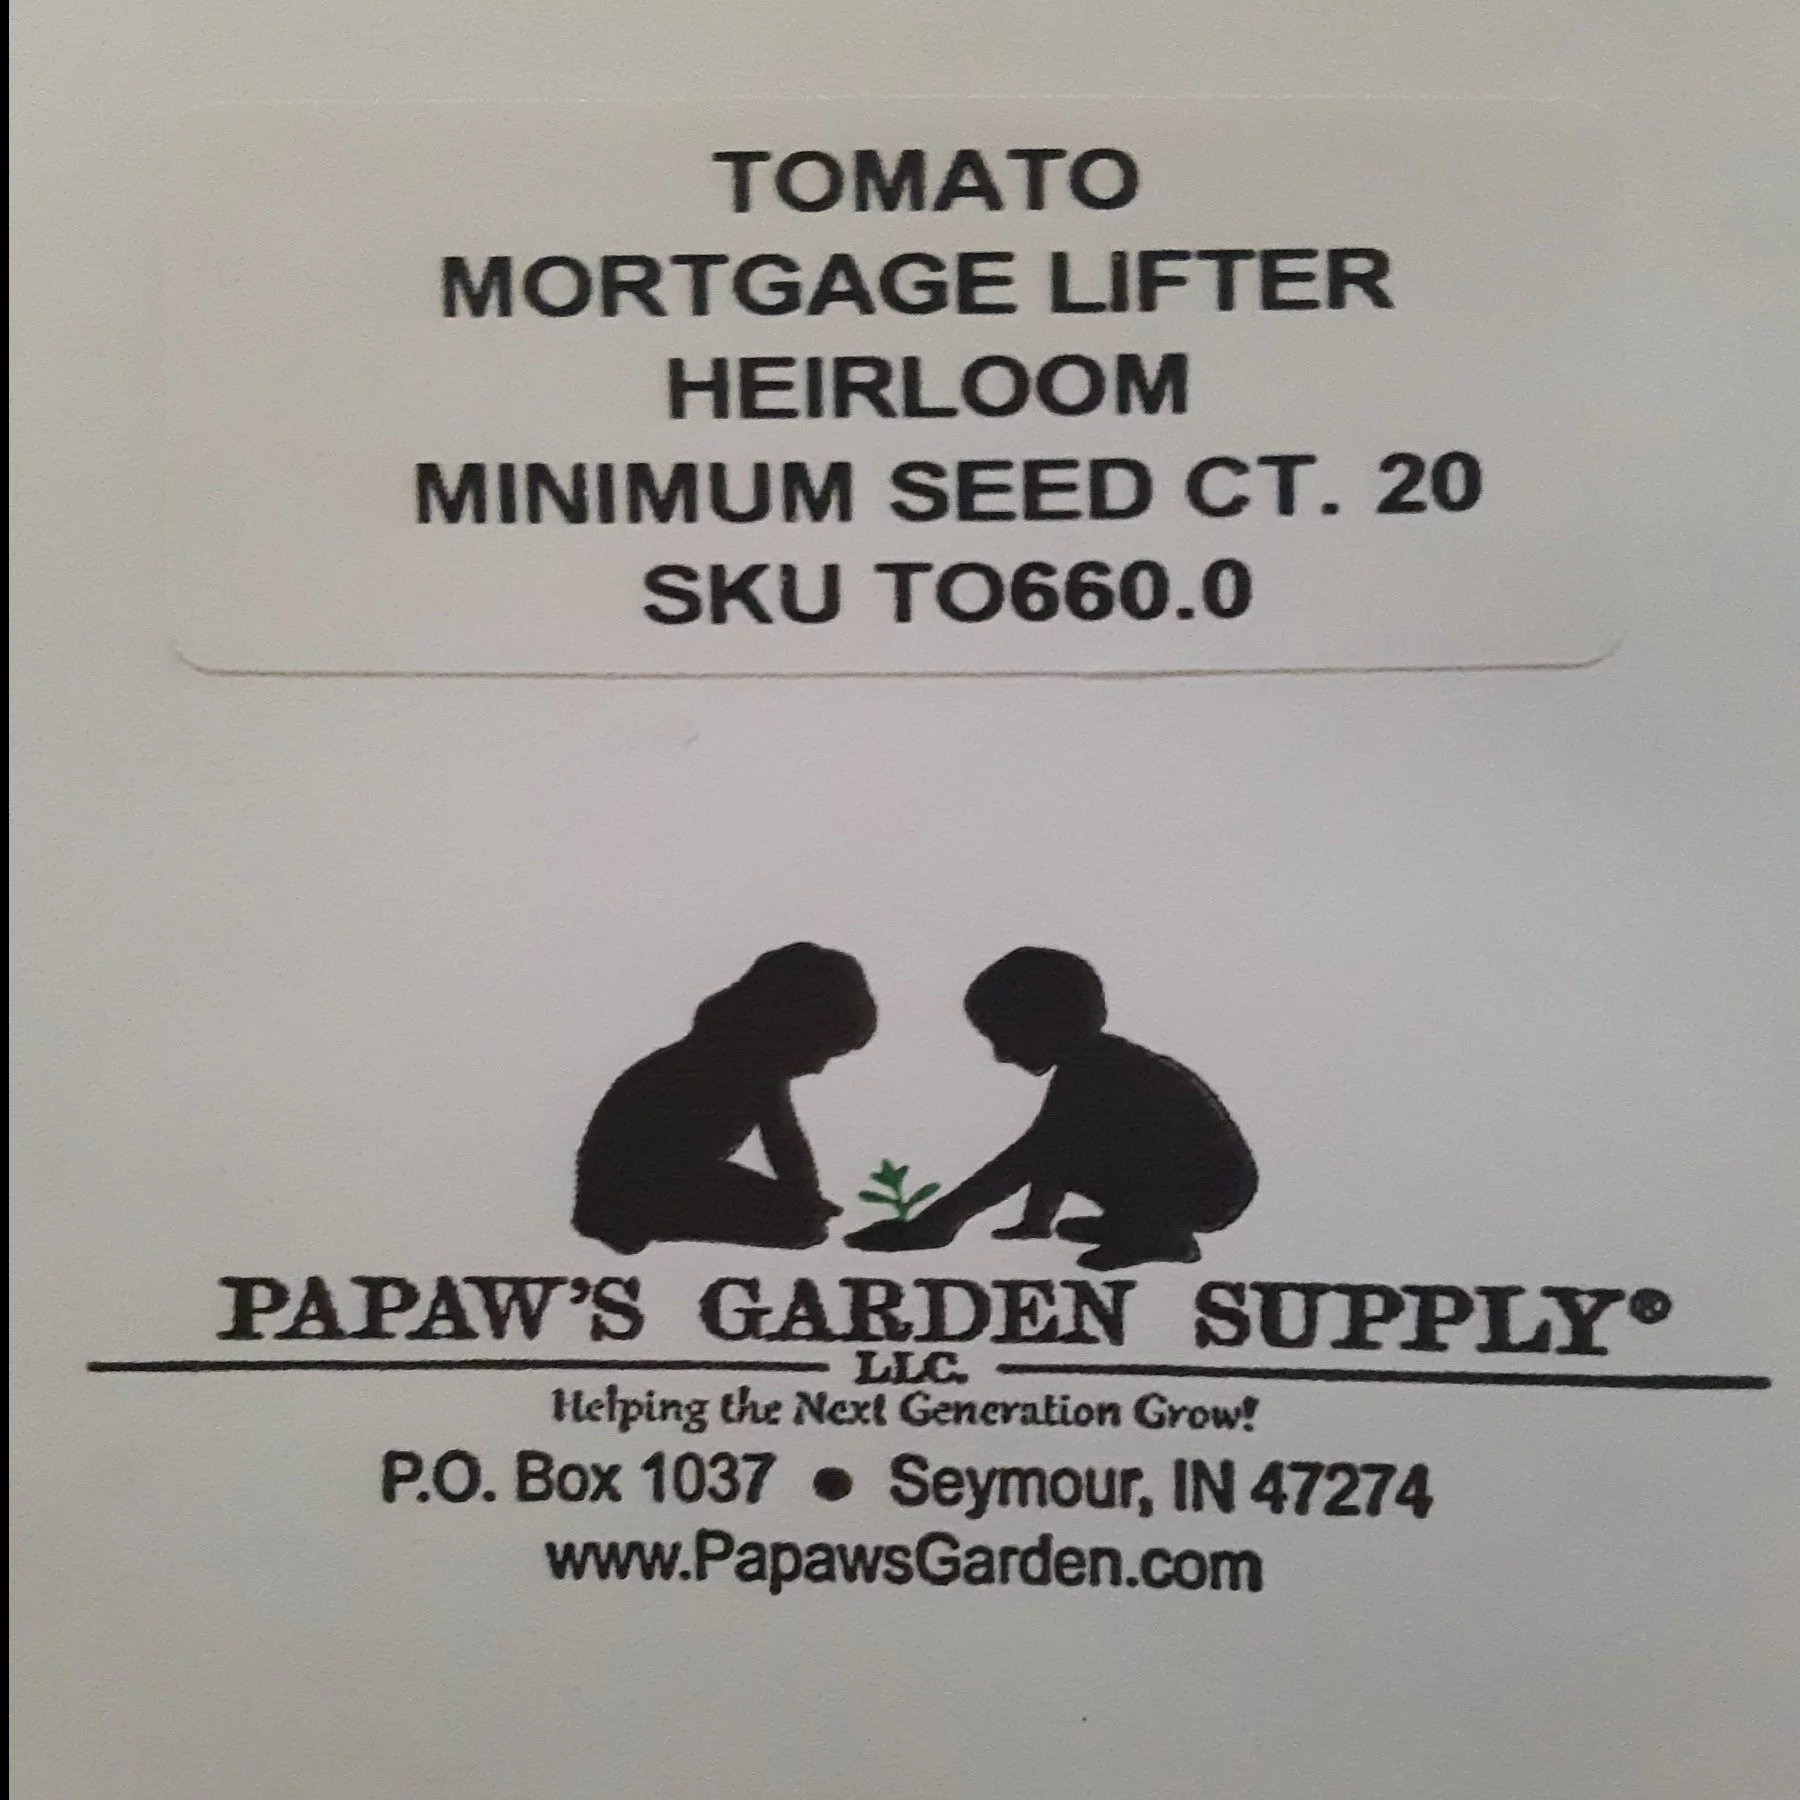 TOMATO
MORTGAGE LIFTER
HEIRLOOM
MINIMUM SEED CT. 20
SKU TO660.0
PAPAW'S GARDEN SUPPLY®
LLC.
Helping the Next Generation Grow!
P.O. Box 1037 ● Seymour, IN 47274
www.PapawsGarden.com